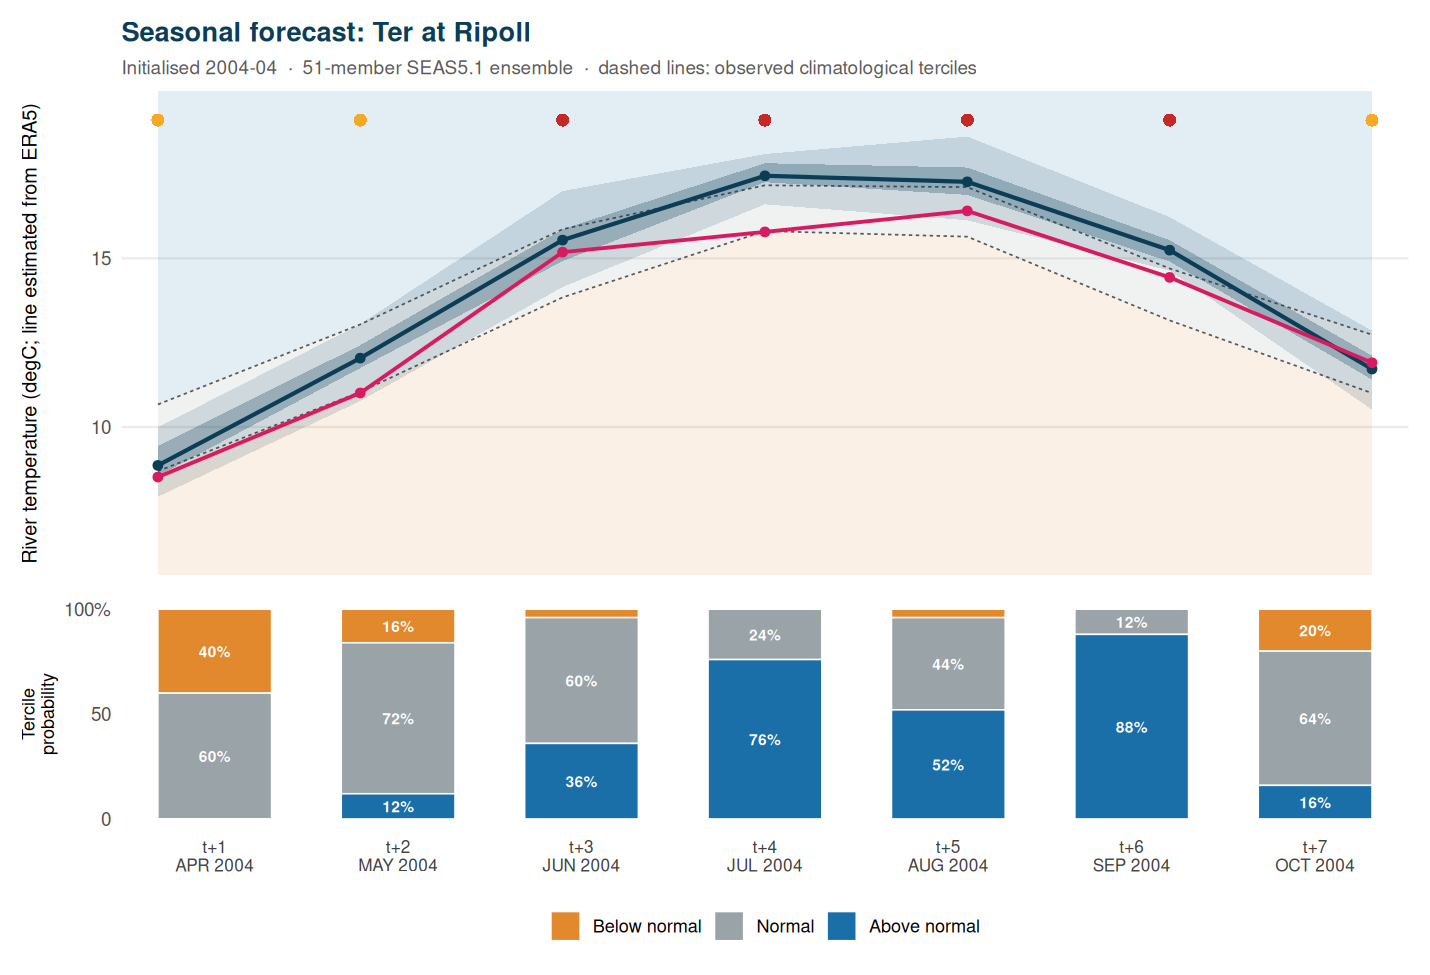 Seasonal forecast: Ter at Ripoll
Initialised 2004-04 · 51-member SEAS5.1 ensemble · dashed lines: observed climatological terciles
River temperature (degC; line estimated from ERA5)
15
10
Tercile
probability
100%
50
0
40%
60%
16%
72%
12%
60%
36%
24%
76%
44%
52%
12%
88%
20%
64%
16%
t+1
APR 2004
t+2
MAY 2004
t+3
JUN 2004
t+4
JUL 2004
t+5
AUG 2004
t+6
SEP 2004
t+7
OCT 2004
Below normal
Normal
Above normal